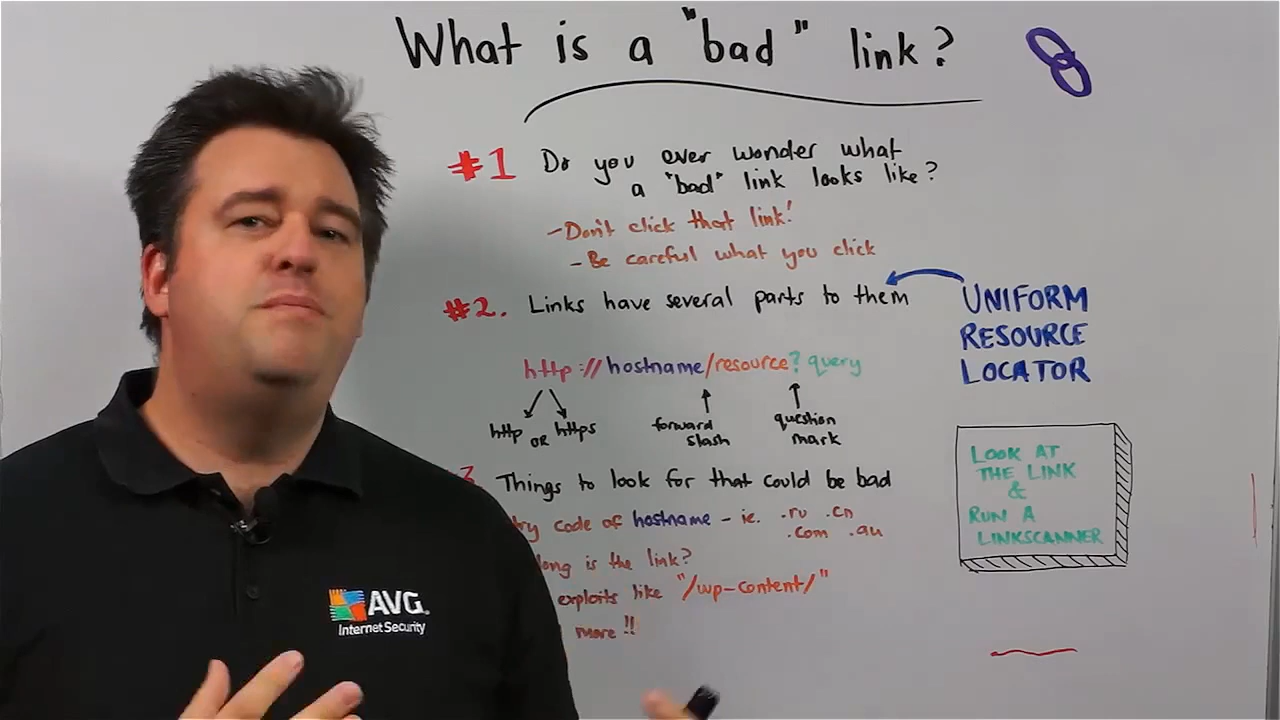 What is a "bad" link?
#1 Do you ever wonder what
a "bad" link looks like?
- Don't click that link!
- Be careful what you click
#2. Links have several parts to them
UNIFORM
RESOURCE
LOCATOR
http://hostname/resource?query
http OR https
forward
slash
question
mark
3 Things to look for that could be bad
code of hostname - ie. .ru .cn
.com .au
is the link?
exploits like "/wp-content/"
more!!
LOOK AT
THE LINK
&
RUN A
LINKSCANNER
AVG.
Internet Security